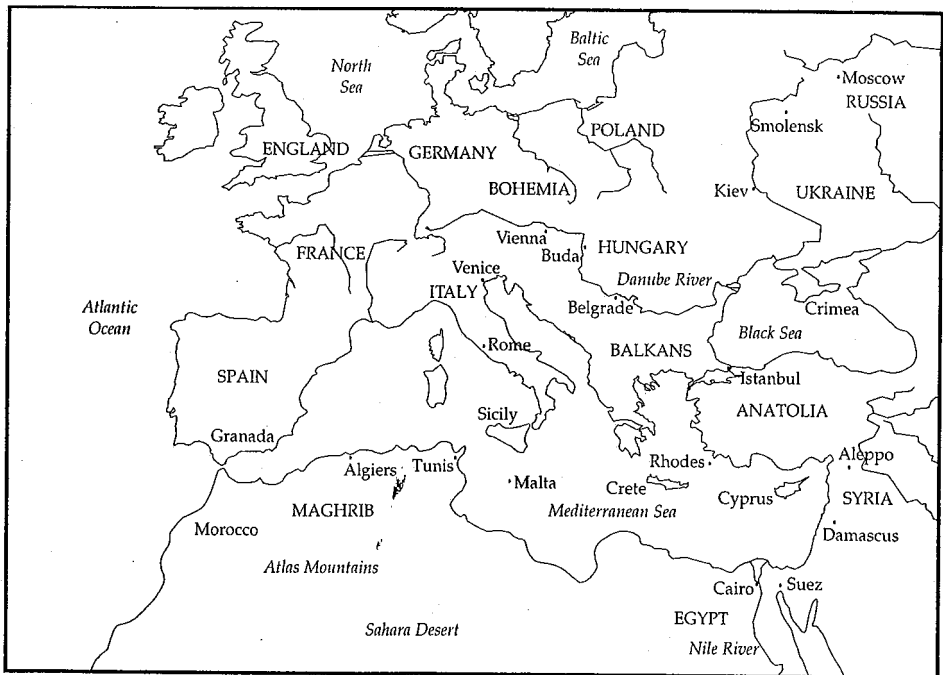 Baltic
Sea
North
Sea
Moscow
RUSSIA
Smolensk
POLAND
ENGLAND
GERMANY
BOHEMIA
Kiev
UKRAINE
FRANCE
Vienna
Buda
HUNGARY
Venice
Danube River
ITALY
Belgrade
Crimea
Atlantic
Ocean
Black Sea
Rome
BALKANS
SPAIN
Istanbul
ANATOLIA
Sicily
Granada
Algiers
Tunis
Rhodes
Aleppo
Malta
Crete
Cyprus
SYRIA
MAGHRIB
Mediterranean Sea
Morocco
Damascus
Atlas Mountains
Cairo
Suez
EGYPT
Sahara Desert
Nile River